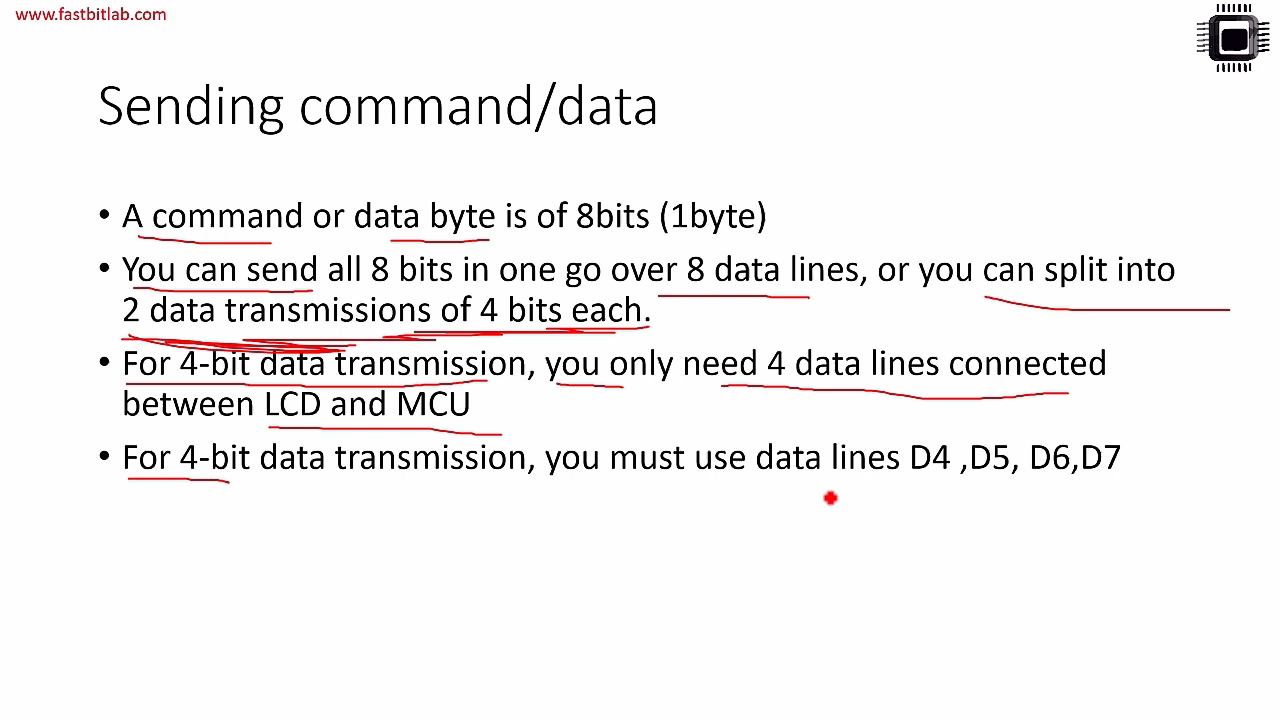 www.fastbitlab.com
Sending command/data
• A command or data byte is of 8bits (1byte)
• You can send all 8 bits in one go over 8 data lines, or you can split into
2 data transmissions of 4 bits each.
• For 4-bit data transmission, you only need 4 data lines connected
between LCD and MCU
• For 4-bit data transmission, you must use data lines D4 ,D5, D6,D7